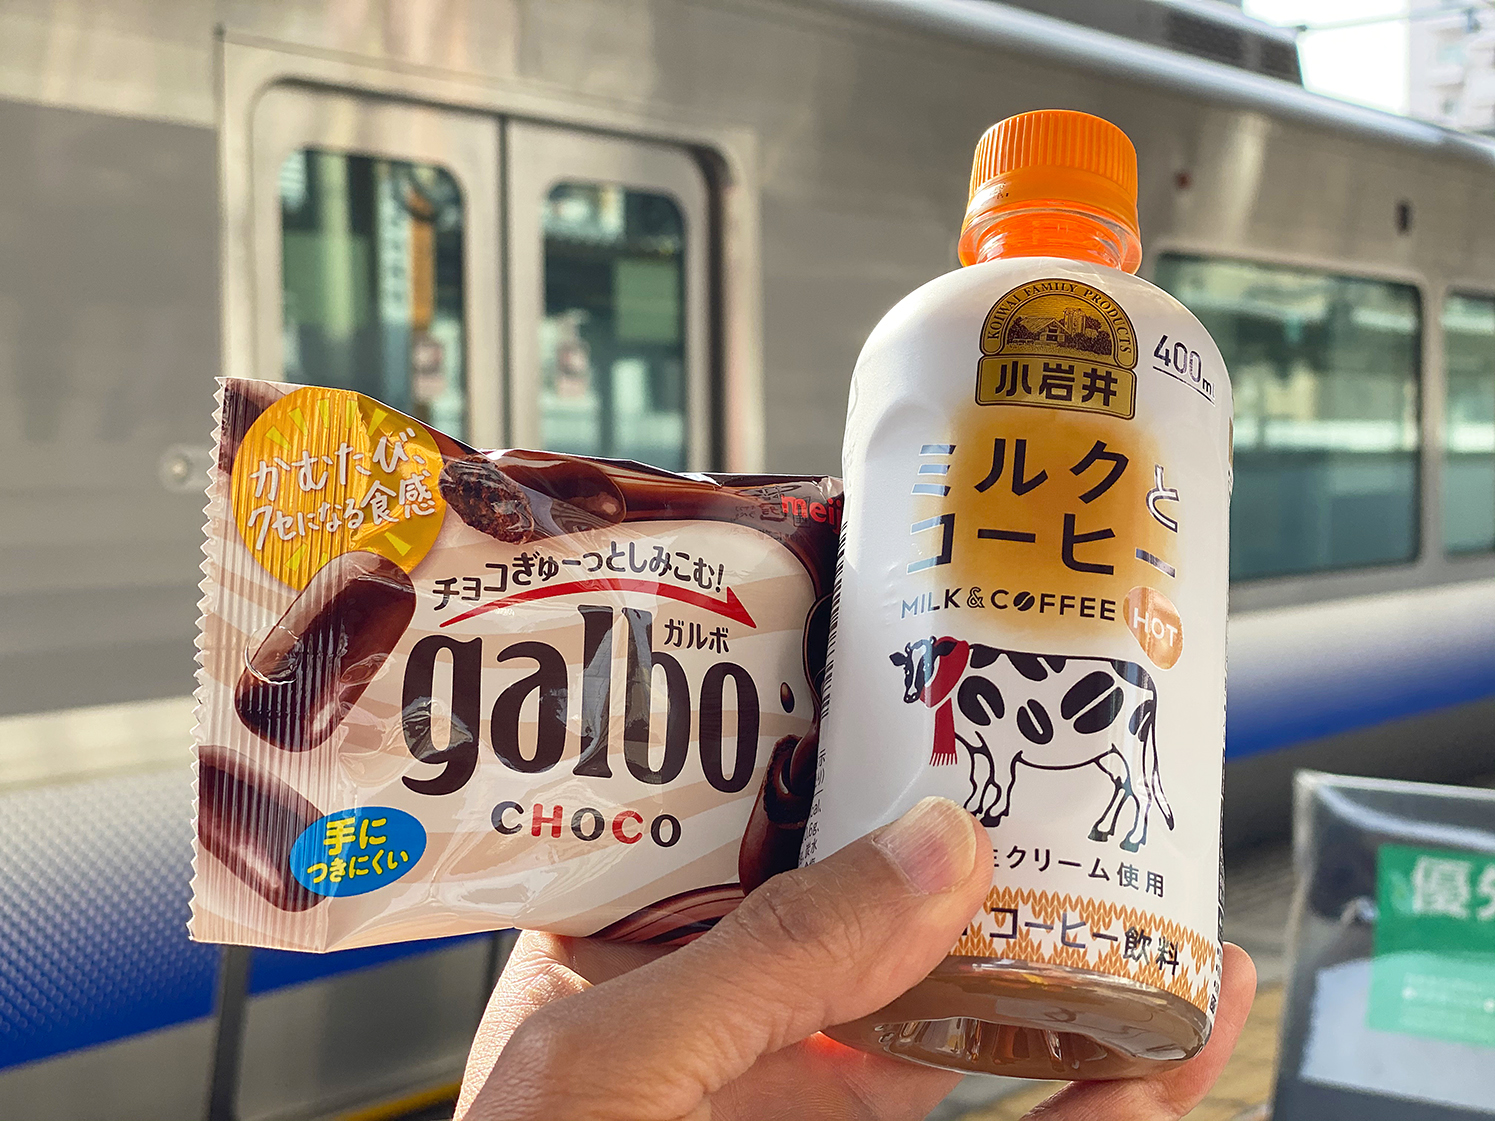 かむたび、
クセになる食感
meiji
チョコぎゅーっとしみこむ!
galbo
ガルボ
CHOCO
手に
つきにくい
KOIWAI FAMILY PRODUCTS
小岩井
400ml
ミルクと
コーヒー
MILK & COFFEE
HOT
クリーム使用
コーヒー飲料
優